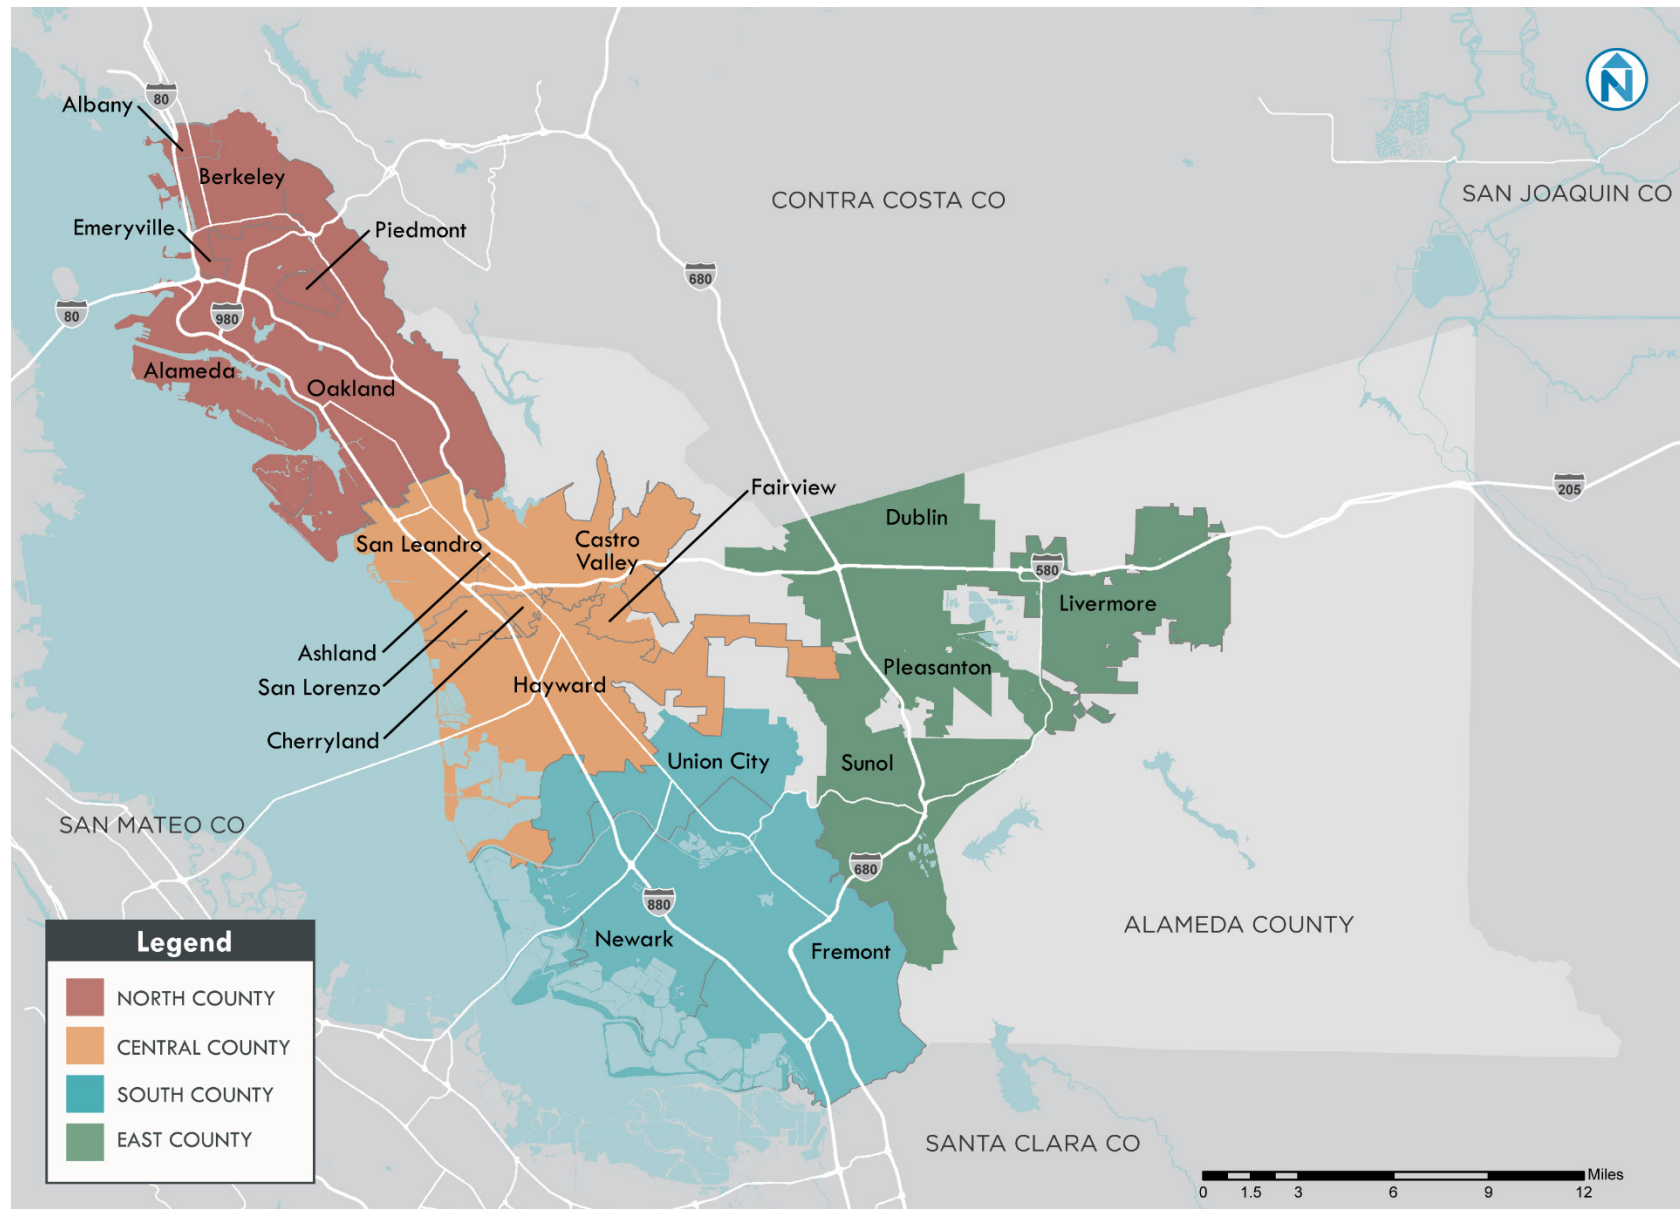 N
80
Albany
Berkeley
CONTRA COSTA CO
SAN JOAQUIN CO
Emeryville
Piedmont
680
80
980
Alameda
Oakland
Fairview
205
Dublin
San Leandro
Castro
Valley
580
Livermore
Ashland
Pleasanton
San Lorenzo
Hayward
Cherryland
Union City
Sunol
SAN MATEO CO
680
880
ALAMEDA COUNTY
Newark
Fremont
Legend
NORTH COUNTY
CENTRAL COUNTY
SOUTH COUNTY
EAST COUNTY
SANTA CLARA CO
Miles
0 1.5 3 6 9 12